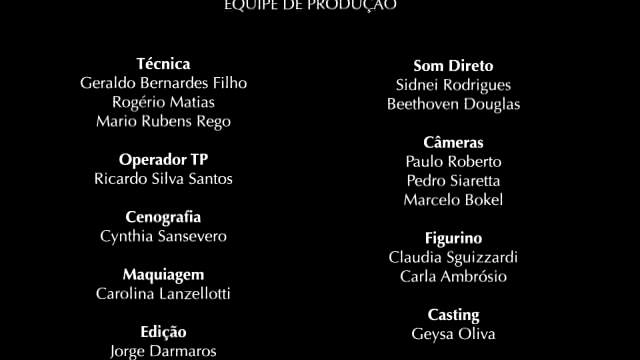 EQUIPE DE PRODUÇÃO
Técnica
Geraldo Bernardes Filho
Rogério Matias
Mario Rubens Rego
Operador TP
Ricardo Silva Santos
Cenografia
Cynthia Sansevero
Maquiagem
Carolina Lanzellotti
Edição
Jorge Darmaros
Som Direto
Sidnei Rodrigues
Beethoven Douglas
Câmeras
Paulo Roberto
Pedro Siaretta
Marcelo Bokel
Figurino
Claudia Sguizzardi
Carla Ambrósio
Casting
Geysa Oliva